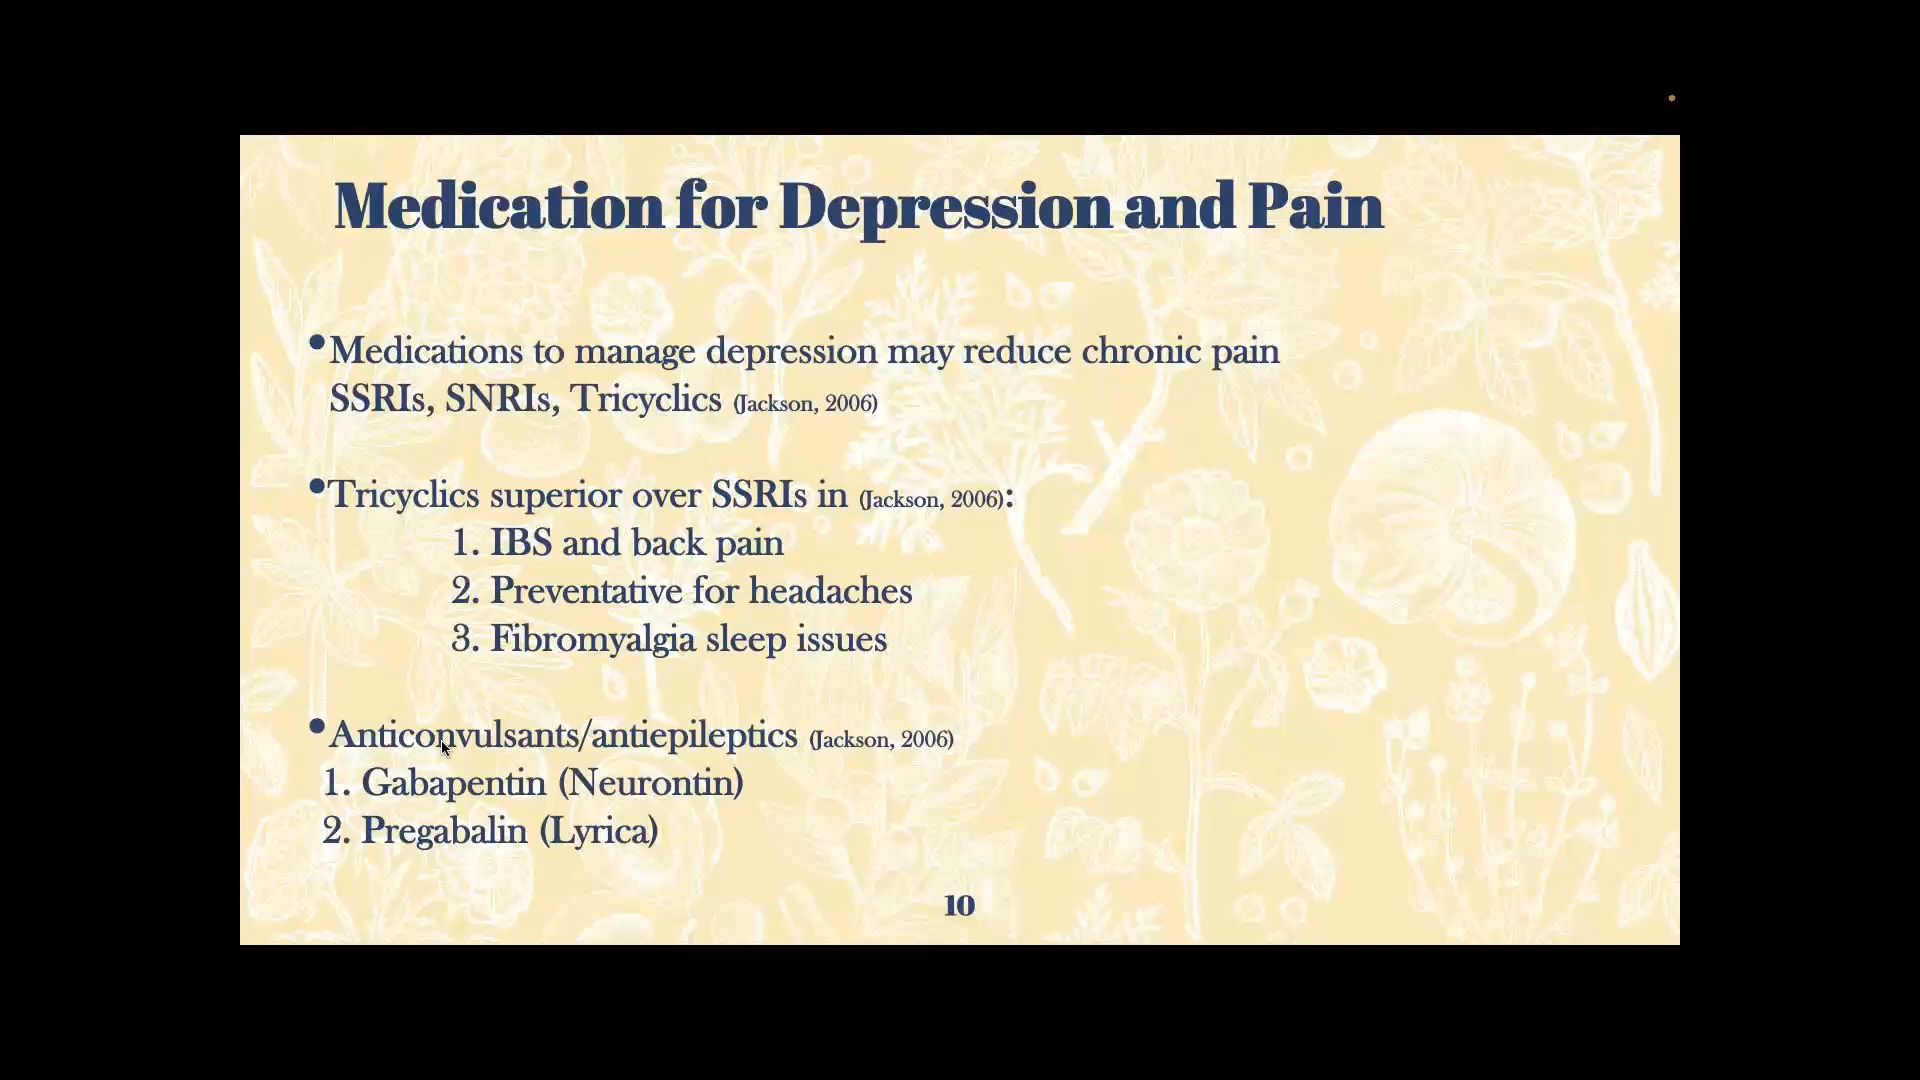 Medication for Depression and Pain
•Medications to manage depression may reduce chronic pain
SSRIs, SNRIs, Tricyclics (Jackson, 2006)
•Tricyclics superior over SSRIs in (Jackson, 2006):
1. IBS and back pain
2. Preventative for headaches
3. Fibromyalgia sleep issues
•Anticonvulsants/antiepileptics (Jackson, 2006)
1. Gabapentin (Neurontin)
2. Pregabalin (Lyrica)
10